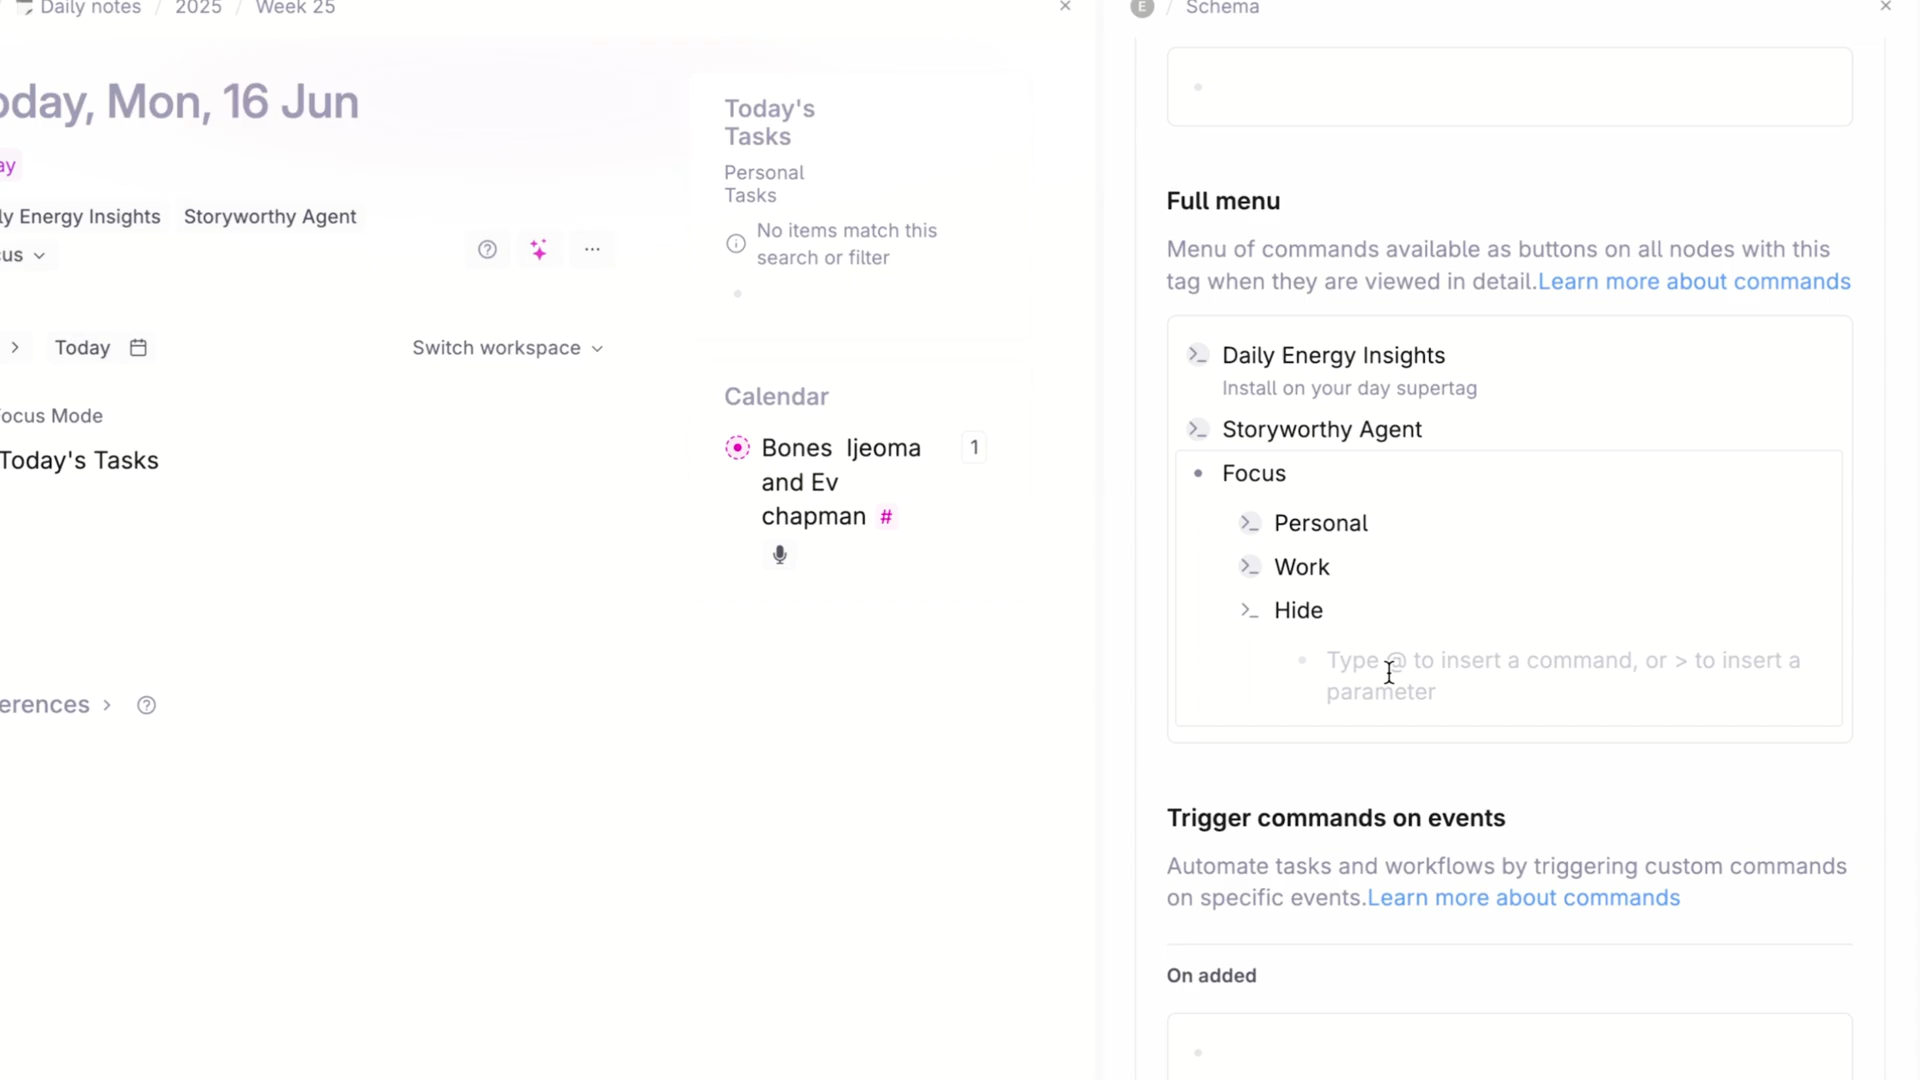 Daily notes / 2025 / Week 25
oday, Mon, 16 Jun
ay
ly Energy Insights Storyworthy Agent
cus
Today
Switch workspace
ocus Mode
Today's Tasks
erences
Today's
Tasks
Personal
Tasks
No items match this
search or filter
Calendar
Bones Ijeoma
and Ev
chapman #
1
E / Schema
Full menu
Menu of commands available as buttons on all nodes with this
tag when they are viewed in detail.Learn more about commands
Daily Energy Insights
Install on your day supertag
Storyworthy Agent
Focus
Personal
Work
Hide
Type @ to insert a command, or > to insert a
parameter
Trigger commands on events
Automate tasks and workflows by triggering custom commands
on specific events.Learn more about commands
On added